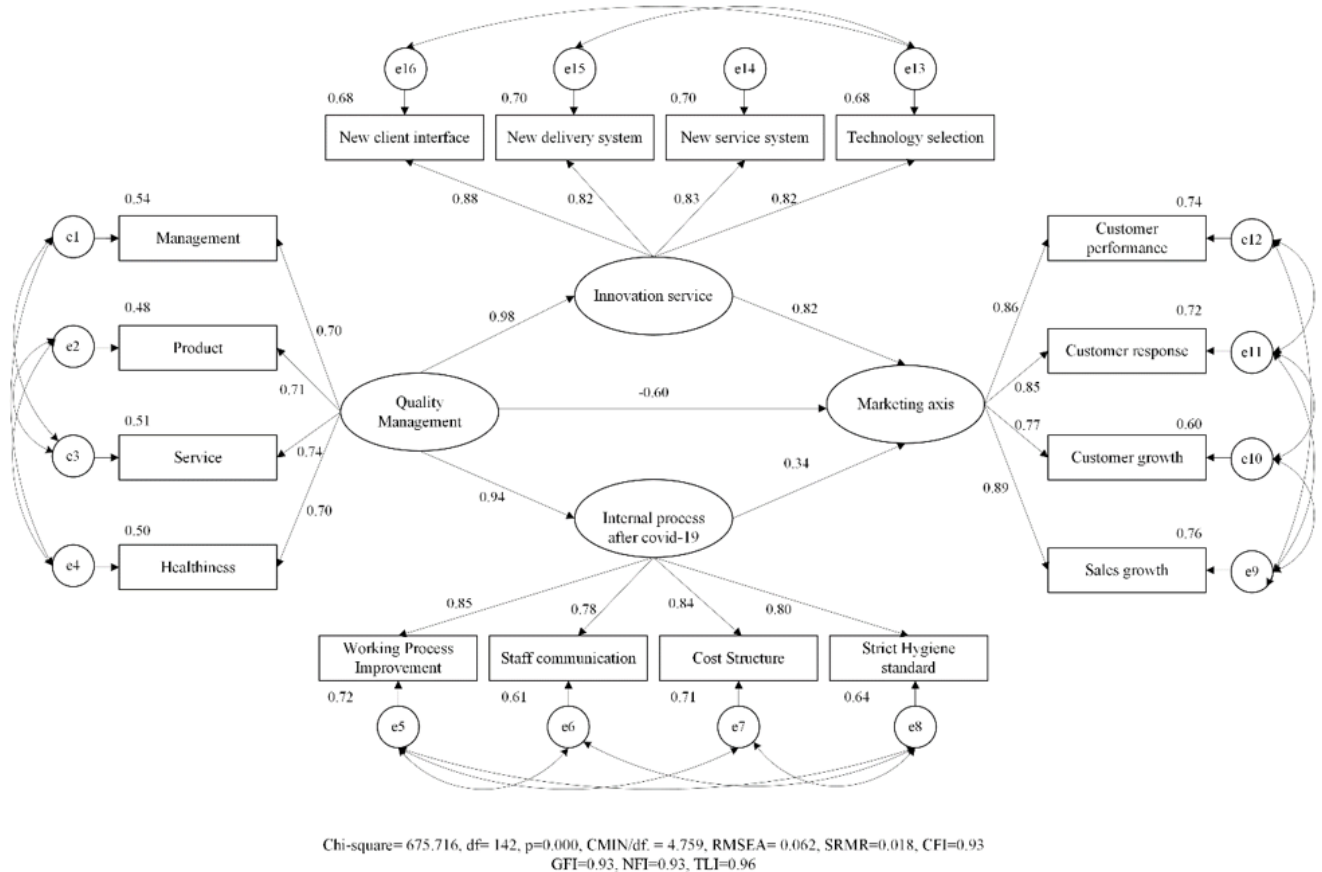 e16
e15
e14
e13
0.68
0.70
0.70
0.68
New client interface
New delivery system
New service system
Technology selection
0.88
0.82
0.83
0.82
0.54
e1
Management
0.48
e2
Product
0.51
e3
Service
0.50
e4
Healthiness
0.70
0.71
0.74
0.70
Quality
Management
0.98
Innovation service
0.82
-0.60
Marketing axis
0.94
Internal process
after covid-19
0.34
0.86
0.85
0.77
0.89
0.74
Customer
performance
e12
0.72
Customer response
e11
0.60
Customer growth
e10
0.76
Sales growth
e9
0.85
0.78
0.84
0.80
Working Process
Improvement
Staff communication
Cost Structure
Strict Hygiene
standard
0.72
0.61
0.71
0.64
e5
e6
e7
e8
Chi-square= 675.716, df= 142, p=0.000, CMIN/df. = 4.759, RMSEA= 0.062, SRMR=0.018, CFI=0.93
GFI=0.93, NFI=0.93, TLI=0.96